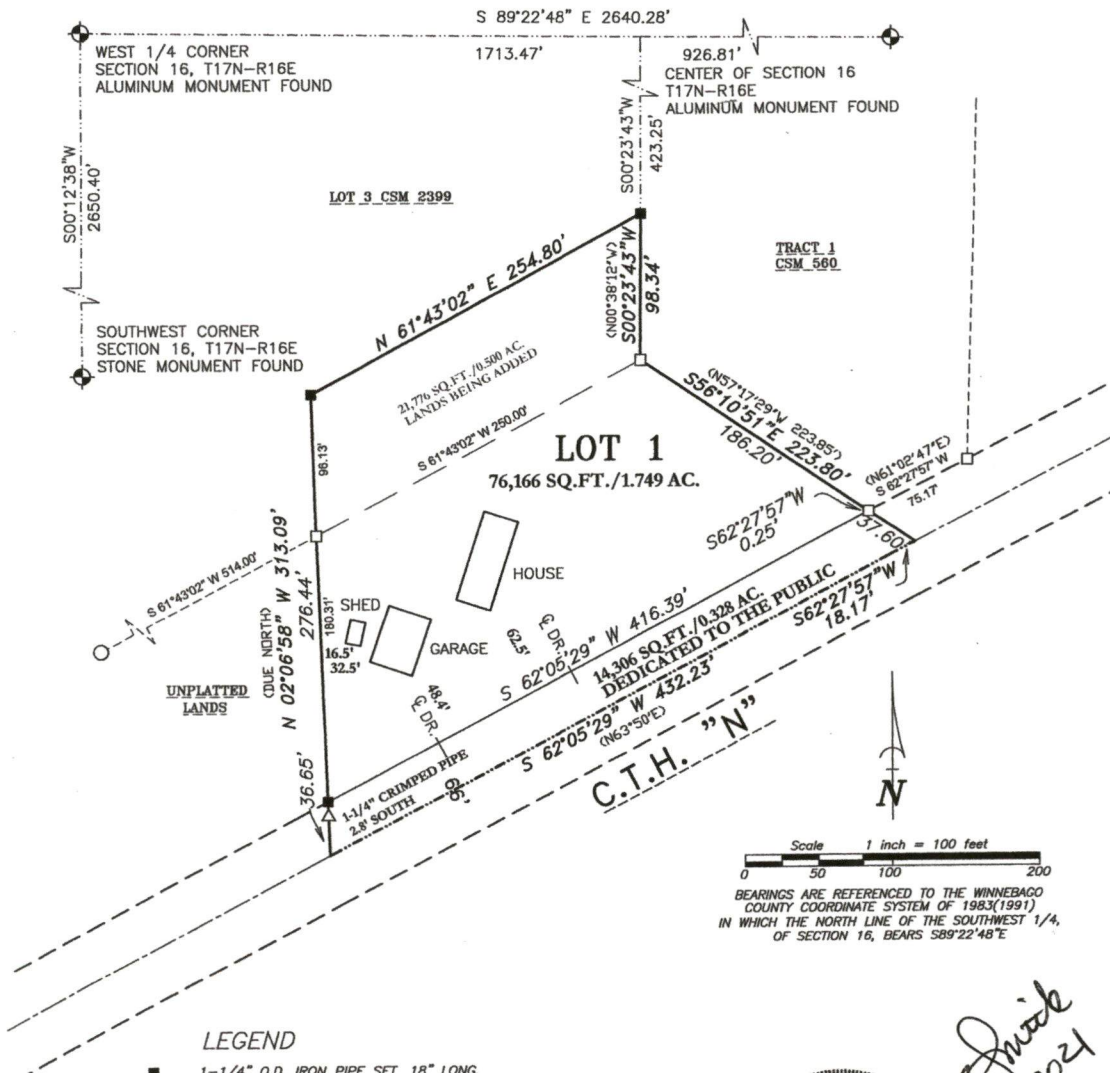 S 89°22'48" E 2640.28'
1713.47'
926.81'
WEST 1/4 CORNER
SECTION 16, T17N-R16E
ALUMINUM MONUMENT FOUND
CENTER OF SECTION 16
T17N-R16E
ALUMINUM MONUMENT FOUND
S00°12'38"W
2650.40'
S00°23'43"W
423.25'
LOT 3 CSM 2399
TRACT 1
CSM 560
SOUTHWEST CORNER
SECTION 16, T17N-R16E
STONE MONUMENT FOUND
N 61°43'02" E 254.80'
(N00°38'12"W)
S00°23'43"W
98.34'
21,776 SQ.FT./0.500 AC.
LANDS BEING ADDED
S 61°43'02" W 250.00'
(N57°17'29"W 223.85')
S56°10'51"E 223.80'
186.20'
LOT 1
76,166 SQ.FT./1.749 AC.
(N61°02'47"E)
S 62°27'57" W
75.17'
96.13'
S62°27'57"W
0.25'
37.60'
S 61°43'02" W 514.00'
(DUE NORTH)
N 02°06'58" W 313.09'
276.44'
180.31'
HOUSE
SHED
GARAGE
16.5'
32.5'
℄ DR.
62.5'
48.4'
℄ DR.
S 62°05'29" W 416.39'
14,306 SQ.FT./0.328 AC.
DEDICATED TO THE PUBLIC
S62°27'57"W
18.17'
S 62°05'29" W 432.23'
(N63°50'E)
UNPLATTED
LANDS
36.65'
1-1/4" CRIMPED PIPE
2.8' SOUTH
66'
C.T.H. "N"
N
Scale 1 inch = 100 feet
0 50 100 200
BEARINGS ARE REFERENCED TO THE WINNEBAGO
COUNTY COORDINATE SYSTEM OF 1983(1991)
IN WHICH THE NORTH LINE OF THE SOUTHWEST 1/4,
OF SECTION 16, BEARS S89°22'48"E
LEGEND
1-1/4" O.D. IRON PIPE SET, 18" LONG